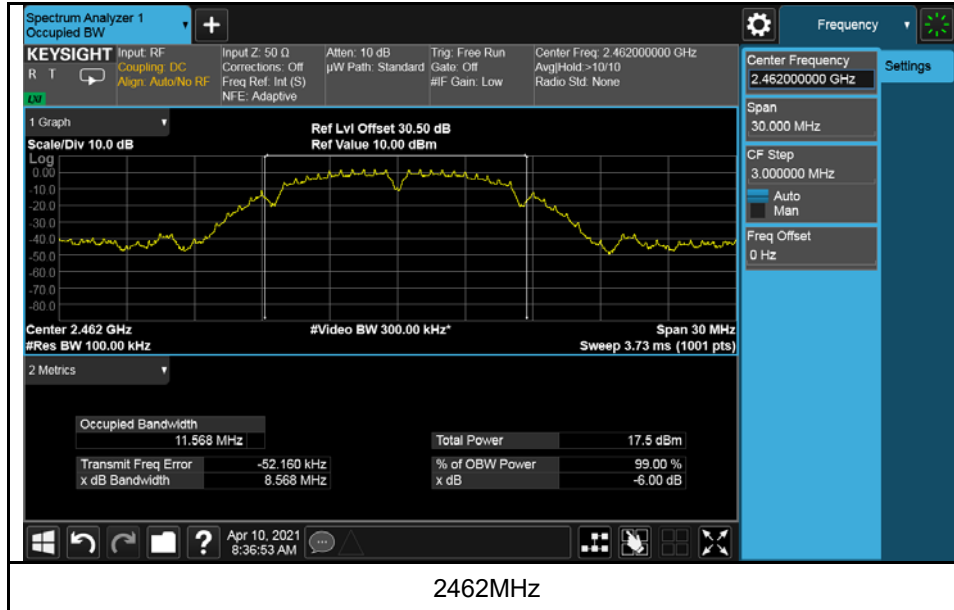 Spectrum Analyzer 1
Occupied BW
Frequency
KEYSIGHT
R T
LXI
Input: RF
Coupling: DC
Align: Auto/No RF
Input Z: 50 Ω
Corrections: Off
Freq Ref: Int (S)
NFE: Adaptive
Atten: 10 dB
µW Path: Standard
Trig: Free Run
Gate: Off
#IF Gain: Low
Center Freq: 2.462000000 GHz
Avg|Hold:>10/10
Radio Std: None
Center Frequency
2.462000000 GHz
Settings
Span
30.000 MHz
CF Step
3.000000 MHz
Auto
Man
Freq Offset
0 Hz
1 Graph
Scale/Div 10.0 dB
Ref Lvl Offset 30.50 dB
Ref Value 10.00 dBm
Log
0.00
-10.0
-20.0
-30.0
-40.0
-50.0
-60.0
-70.0
-80.0
Center 2.462 GHz
#Video BW 300.00 kHz*
Span 30 MHz
#Res BW 100.00 kHz
Sweep 3.73 ms (1001 pts)
2 Metrics
Occupied Bandwidth
11.568 MHz
Total Power 17.5 dBm
Transmit Freq Error -52.160 kHz
% of OBW Power 99.00 %
x dB Bandwidth 8.568 MHz
x dB -6.00 dB
?
Apr 10, 2021
8:36:53 AM
2462MHz